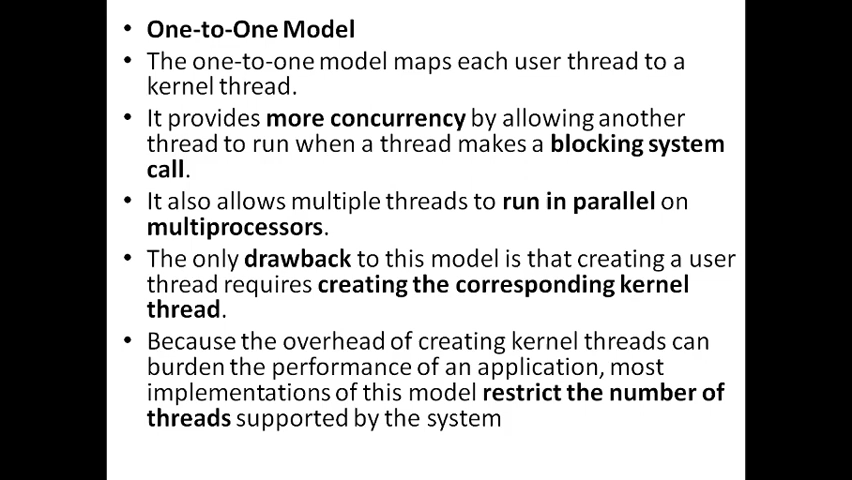 • One-to-One Model
• The one-to-one model maps each user thread to a
kernel thread.
• It provides more concurrency by allowing another
thread to run when a thread makes a blocking system
call.
• It also allows multiple threads to run in parallel on
multiprocessors.
• The only drawback to this model is that creating a user
thread requires creating the corresponding kernel
thread.
• Because the overhead of creating kernel threads can
burden the performance of an application, most
implementations of this model restrict the number of
threads supported by the system